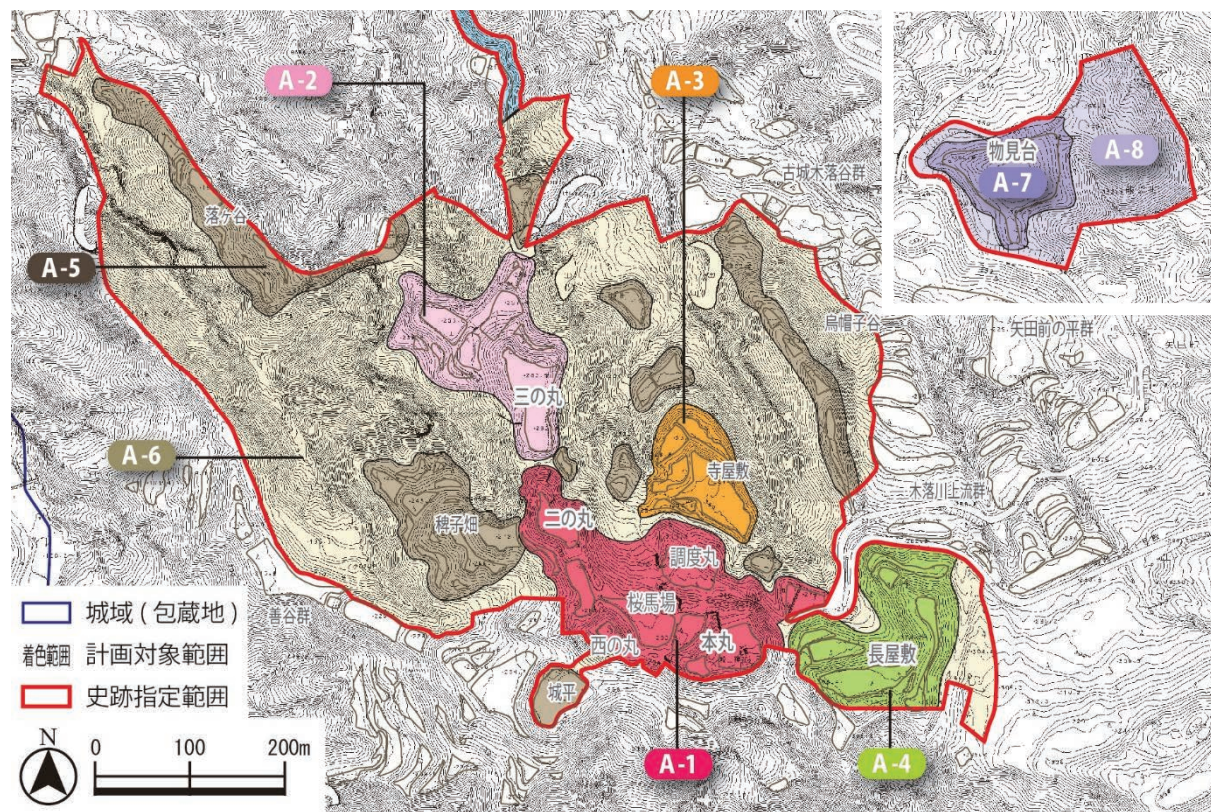 A-2
A-3
古城木落谷群
物見台
A-7
A-8
落ケ谷
A-5
烏帽子谷
矢田前の平群
三の丸
A-6
寺屋敷
木落川上流群
稗子畑
二の丸
調度丸
桜馬場
西の丸
本丸
長屋敷
善谷群
城平
A-1
A-4
城域(包蔵地)
着色範囲 計画対象範囲
史跡指定範囲
N
0 100 200m